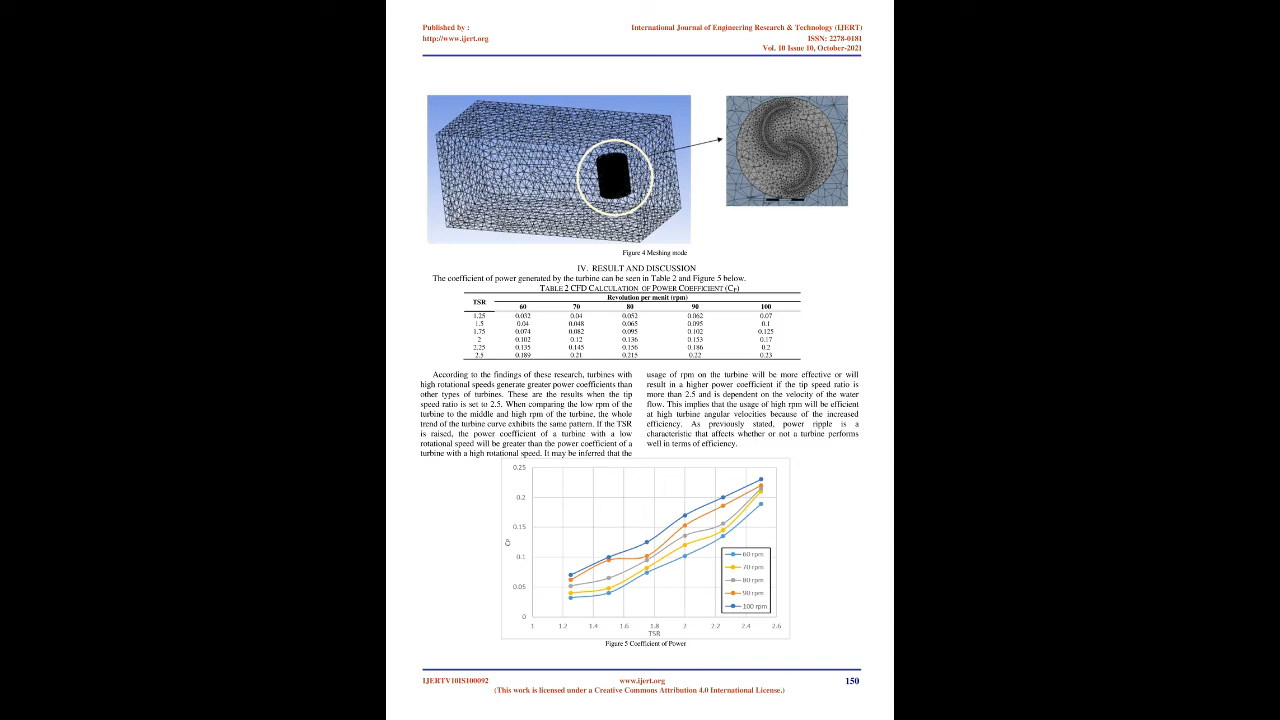 Published by :
International Journal of Engineering Research & Technology (IJERT)
http://www.ijert.org
ISSN: 2278-0181
Vol. 10 Issue 10, October-2021
Figure 4 Meshing mode
IV. RESULT AND DISCUSSION
The coefficient of power generated by the turbine can be seen in Table 2 and Figure 5 below.
TABLE 2 CFD CALCULATION OF POWER COEFFICIENT (CP)
TSR Revolution per menit (rpm)
60 70 80 90 100
1.25 0.032 0.04 0.052 0.062 0.07
1.5 0.04 0.048 0.065 0.095 0.1
1.75 0.074 0.082 0.095 0.102 0.125
2 0.102 0.12 0.136 0.153 0.17
2.25 0.135 0.145 0.156 0.186 0.2
2.5 0.189 0.21 0.215 0.22 0.23
According to the findings of these research, turbines with
high rotational speeds generate greater power coefficients than
other types of turbines. These are the results when the tip
speed ratio is set to 2.5. When comparing the low rpm of the
turbine to the middle and high rpm of the turbine, the whole
trend of the turbine curve exhibits the same pattern. If the TSR
is raised, the power coefficient of a turbine with a low
rotational speed will be greater than the power coefficient of a
turbine with a high rotational speed. It may be inferred that the
usage of rpm on the turbine will be more effective or will
result in a higher power coefficient if the tip speed ratio is
more than 2.5 and is dependent on the velocity of the water
flow. This implies that the usage of high rpm will be efficient
at high turbine angular velocities because of the increased
efficiency. As previously stated, power ripple is a
characteristic that affects whether or not a turbine performs
well in terms of efficiency.
0.25
0.2
0.15
0.1
0.05
0
CP
1 1.2 1.4 1.6 1.8 2 2.2 2.4 2.6
TSR
60 rpm
70 rpm
80 rpm
90 rpm
100 rpm
Figure 5 Coefficient of Power
IJERTV10IS100092
www.ijert.org
150
(This work is licensed under a Creative Commons Attribution 4.0 International License.)